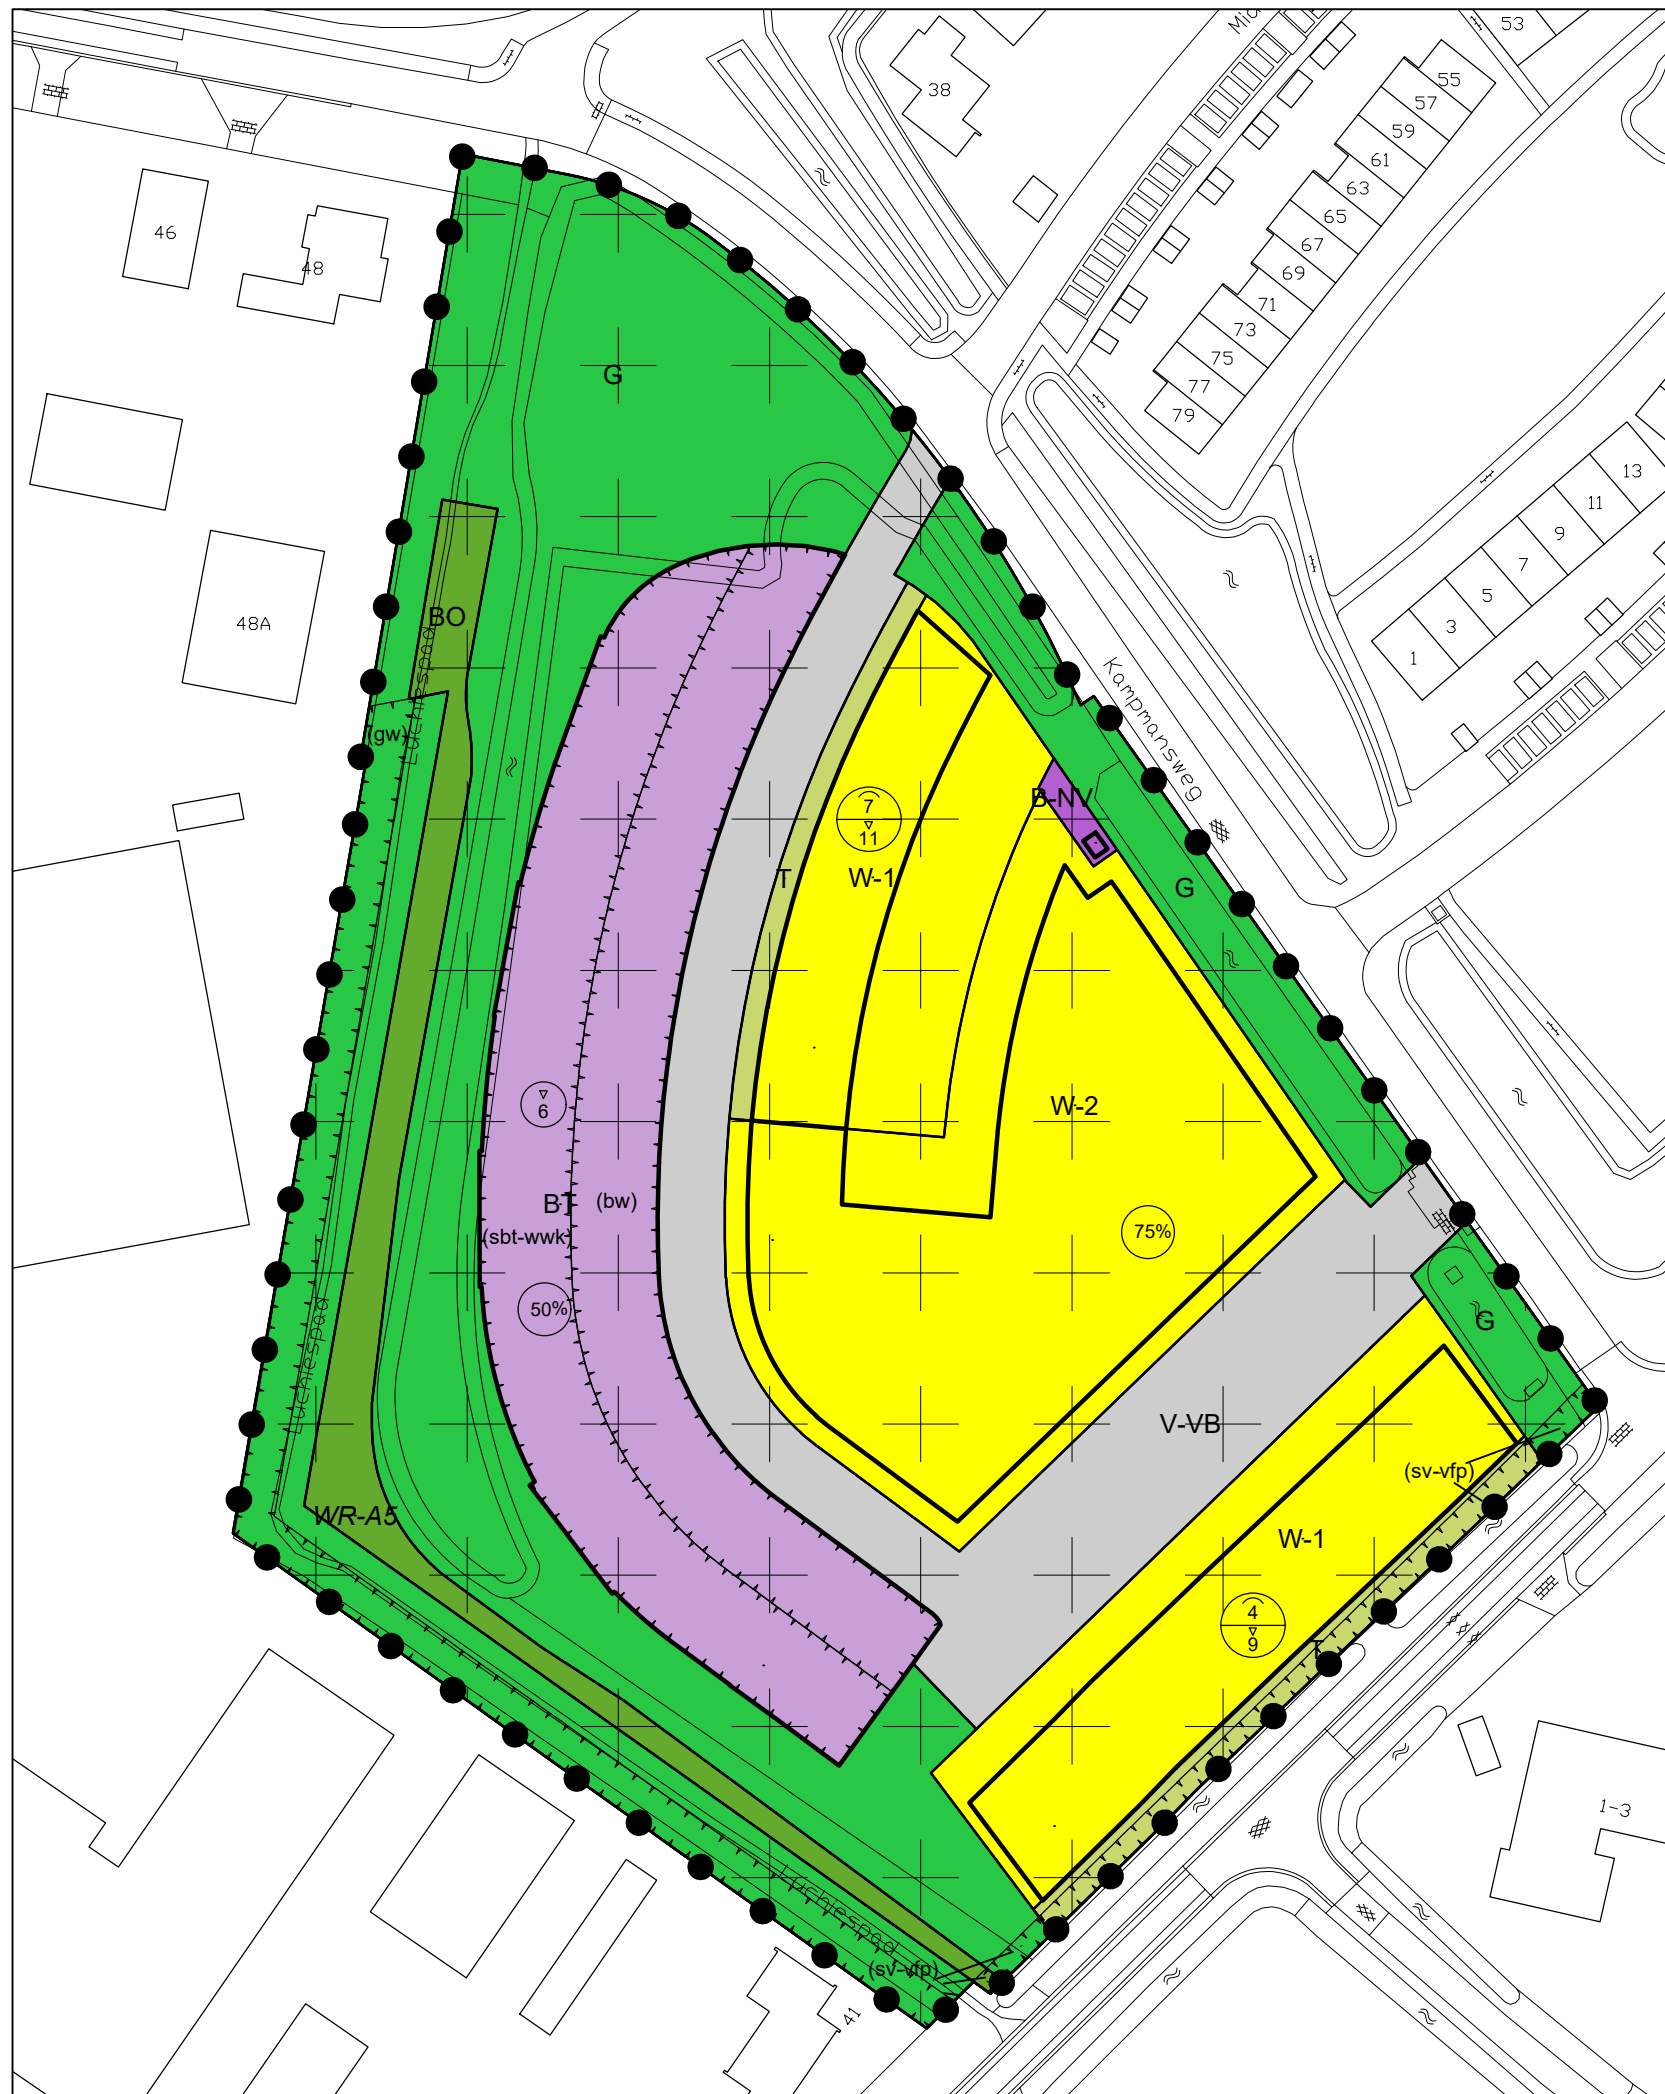 53
38
55
57
59
61
63
65
67
69
71
73
75
77
79
46
48
G
13
11
9
7
5
3
1
BO
48A
Luchiespad
(gw)
Kampmansweg
B-NV
7
11
T
W-1
G
6
W-2
BT
(bw)
(sbt-wwk)
75%
50%
G
Luchiespad
V-VB
(sv-vfp)
WR-A5
W-1
4
9
T
1-3
Luchiespad
(sv-vfp)
41